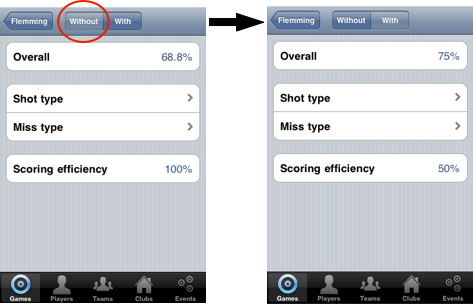 Flemming Without With
Overall 68.8%
Shot type
Miss type
Scoring efficiency 100%
Games Players Teams Clubs Events
Flemming Without With
Overall 75%
Shot type
Miss type
Scoring efficiency 50%
Games Players Teams Clubs Events